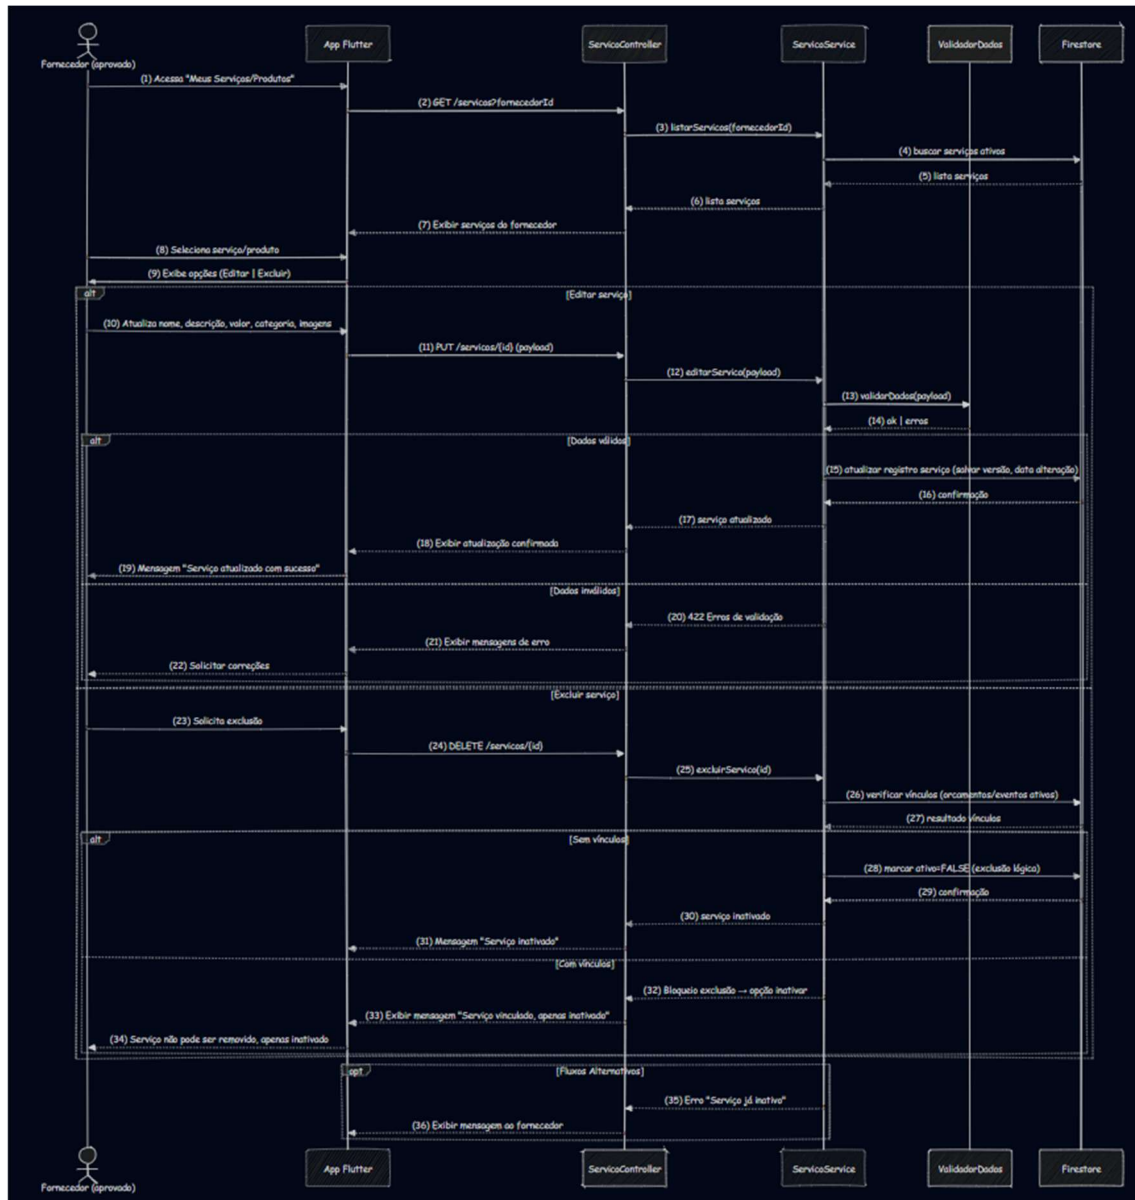 App Flutter
ServicoController
ServicoService
ValidadorDados
Firestore
Fornecedor (aprovado)
(1) Acessa "Meus Serviços/Produtos"
(2) GET /servicos?fornecedorId
(3) listarServicos(fornecedorId)
(4) buscar serviços ativos
(5) lista serviços
(6) lista serviços
(7) Exibir serviços do fornecedor
(8) Seleciona serviço/produto
(9) Exibe opções (Editar | Excluir)
alt
[Editar serviço]
(10) Atualiza nome, descrição, valor, categoria, imagens
(11) PUT /servicos/{id} (payload)
(12) editarServico(payload)
(13) validarDados(payload)
(14) ok | erros
alt
[Dados válidos]
(15) atualizar registro serviço (salvar versão, data alteração)
(16) confirmação
(17) serviço atualizado
(18) Exibir atualização confirmada
(19) Mensagem "Serviço atualizado com sucesso"
[Dados inválidos]
(20) 422 Erros de validação
(21) Exibir mensagens de erro
(22) Solicitar correções
[Excluir serviço]
(23) Solicita exclusão
(24) DELETE /servicos/{id}
(25) excluirServico(id)
(26) verificar vínculos (orcamentos/eventos ativos)
(27) resultado vínculos
alt
[Sem vínculos]
(28) marcar ativo=FALSE (exclusão lógica)
(29) confirmação
(30) serviço inativado
(31) Mensagem "Serviço inativado"
[Com vínculos]
(32) Bloqueio exclusão → opção inativar
(33) Exibir mensagem "Serviço vinculado, apenas inativado"
(34) Serviço não pode ser removido, apenas inativado
opt
[Fluxos Alternativos]
(35) Erro "Serviço já inativo"
(36) Exibir mensagem ao fornecedor
App Flutter
ServicoController
ServicoService
ValidadorDados
Firestore
Fornecedor (aprovado)